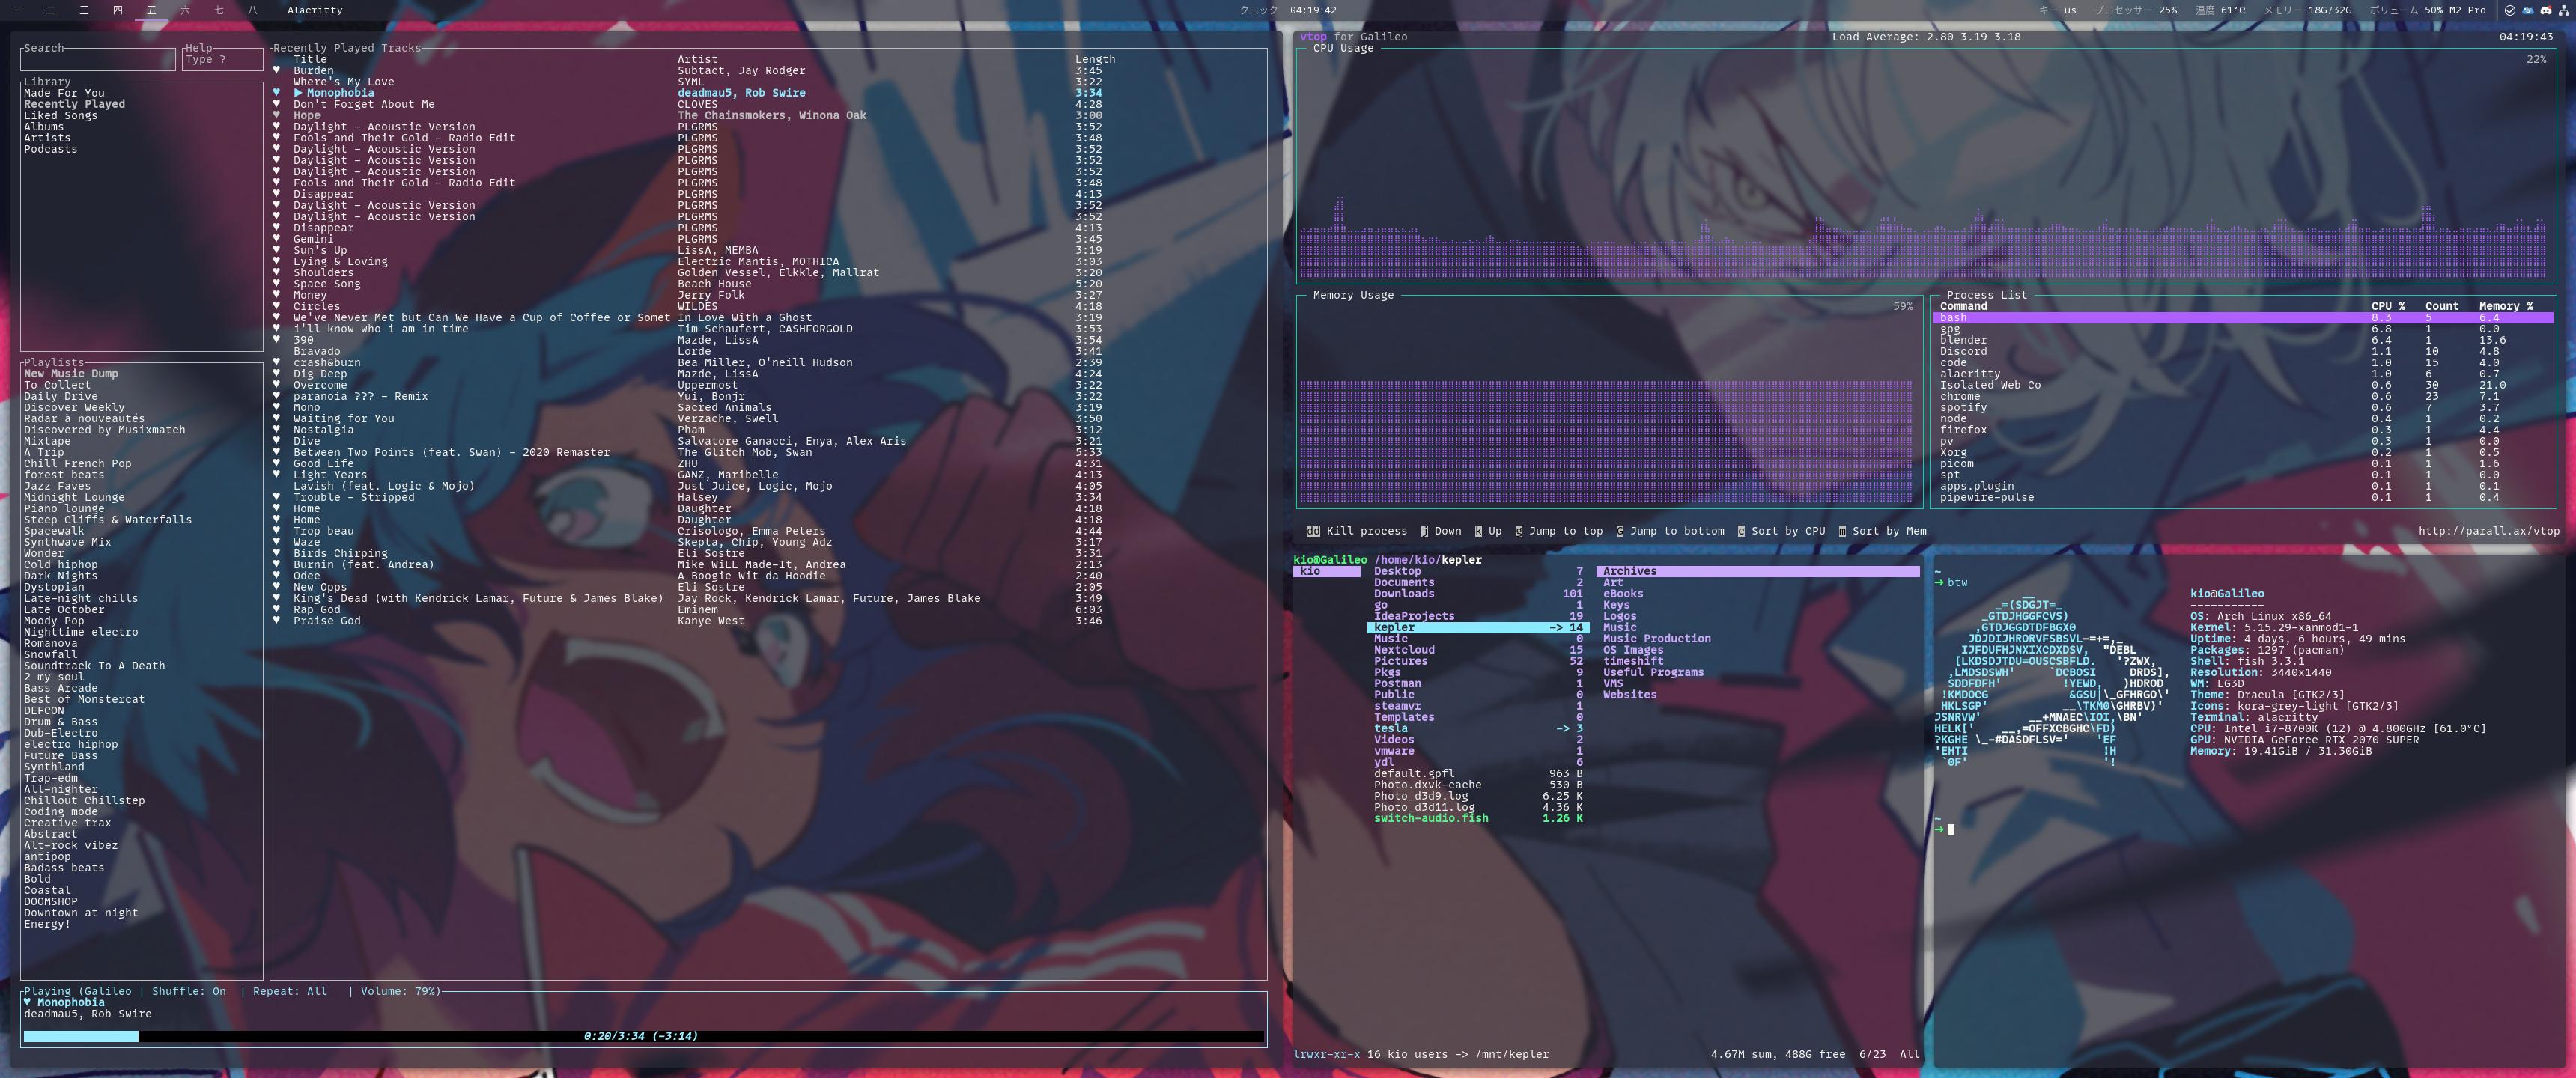 一 二 三 四 五 六 七 八 Alacritty
クロック 04:19:42
キー us プロセッサー 25% 温度 61°C メモリー 18G/32G ボリューム 50% M2 Pro
Search
Help
Type ?
Library
Made For You
Recently Played
Liked Songs
Albums
Artists
Podcasts
Playlists
New Music Dump
To Collect
Daily Drive
Discover Weekly
Radar à nouveautés
Discovered by Musixmatch
Mixtape
A Trip
Chill French Pop
forest beats
Jazz Faves
Midnight Lounge
Piano lounge
Steep Cliffs & Waterfalls
Spacewalk
Synthwave Mix
Wonder
Cold hiphop
Dark Nights
Dystopian
Late-night chills
Late October
Moody Pop
Nighttime electro
Romanova
Snowfall
Soundtrack To A Death
2 my soul
Bass Arcade
Best of Monstercat
DEFCON
Drum & Bass
Dub-Electro
electro hiphop
Future Bass
Synthland
Trap-edm
All-nighter
Chillout Chillstep
Coding mode
Creative trax
Abstract
Alt-rock vibez
antipop
Badass beats
Bold
Coastal
DOOMSHOP
Downtown at night
Energy!
Recently Played Tracks
Title Artist Length
♥ Burden Subtact, Jay Rodger 3:45
Where's My Love SYML 3:22
♥ ▶ Monophobia deadmau5, Rob Swire 3:34
♥ Don't Forget About Me CLOVES 4:28
♥ Hope The Chainsmokers, Winona Oak 3:00
♥ Daylight - Acoustic Version PLGRMS 3:52
♥ Fools and Their Gold - Radio Edit PLGRMS 3:48
♥ Daylight - Acoustic Version PLGRMS 3:52
♥ Daylight - Acoustic Version PLGRMS 3:52
♥ Daylight - Acoustic Version PLGRMS 3:52
♥ Fools and Their Gold - Radio Edit PLGRMS 3:48
♥ Disappear PLGRMS 4:13
♥ Daylight - Acoustic Version PLGRMS 3:52
♥ Daylight - Acoustic Version PLGRMS 3:52
♥ Disappear PLGRMS 4:13
♥ Gemini PLGRMS 3:45
♥ Sun's Up LissA, MEMBA 3:19
♥ Lying & Loving Electric Mantis, MOTHICA 3:03
♥ Shoulders Golden Vessel, Elkkle, Mallrat 3:20
♥ Space Song Beach House 5:20
♥ Money Jerry Folk 3:27
♥ Circles WILDES 4:18
♥ We've Never Met but Can We Have a Cup of Coffee or Somet In Love With a Ghost 3:19
♥ i'll know who i am in time Tim Schaufert, CASHFORGOLD 3:53
♥ 390 Mazde, LissA 3:54
Bravado Lorde 3:41
♥ crash&burn Bea Miller, O'neill Hudson 2:39
♥ Dig Deep Mazde, LissA 4:24
♥ Overcome Uppermost 3:22
♥ paranoia ??? - Remix Yui, Bonjr 3:22
♥ Mono Sacred Animals 3:19
♥ Waiting for You Verzache, Swell 3:50
♥ Nostalgia Pham 3:12
♥ Dive Salvatore Ganacci, Enya, Alex Aris 3:21
♥ Between Two Points (feat. Swan) - 2020 Remaster The Glitch Mob, Swan 5:33
♥ Good Life ZHU 4:31
♥ Light Years GANZ, Maribelle 4:13
Lavish (feat. Logic & Mojo) Just Juice, Logic, Mojo 4:05
♥ Trouble - Stripped Halsey 3:34
♥ Home Daughter 4:18
♥ Home Daughter 4:18
♥ Trop beau Crisologo, Emma Peters 4:44
♥ Waze Skepta, Chip, Young Adz 3:17
♥ Birds Chirping Eli Sostre 3:31
♥ Burnin (feat. Andrea) Mike WiLL Made-It, Andrea 2:13
♥ Odee A Boogie Wit da Hoodie 2:40
♥ New Opps Eli Sostre 2:05
♥ King's Dead (with Kendrick Lamar, Future & James Blake) Jay Rock, Kendrick Lamar, Future, James Blake 3:49
♥ Rap God Eminem 6:03
♥ Praise God Kanye West 3:46
Playing (Galileo | Shuffle: On | Repeat: All | Volume: 79%)
♥ Monophobia
deadmau5, Rob Swire
0:20/3:34 (-3:14)
vtop for Galileo Load Average: 2.80 3.19 3.18 04:19:43
CPU Usage
22%
Memory Usage
59%
Process List
Command CPU % Count Memory %
bash 8.3 5 6.4
gpg 6.8 1 0.0
blender 6.4 1 13.6
Discord 1.1 10 4.8
code 1.0 15 4.0
alacritty 1.0 6 0.7
Isolated Web Co 0.6 30 21.0
chrome 0.6 23 7.1
spotify 0.6 7 3.7
node 0.4 1 0.2
firefox 0.3 1 4.4
pv 0.3 1 0.0
Xorg 0.2 1 0.5
picom 0.1 1 1.6
spt 0.1 1 0.0
apps.plugin 0.1 1 0.1
pipewire-pulse 0.1 1 0.4
dd Kill process j Down k Up g Jump to top G Jump to bottom c Sort by CPU m Sort by Mem http://parall.ax/vtop
kio@Galileo /home/kio/kepler
kio
Desktop 7
Documents 2
Downloads 101
go 1
IdeaProjects 19
kepler -> 14
Music 0
Nextcloud 15
Pictures 52
Pkgs 9
Postman 1
Public 0
steamvr 1
Templates 0
tesla -> 3
Videos 2
vmware 1
ydl 6
default.gpfl 963 B
Photo.dxvk-cache 530 B
Photo_d3d9.log 6.25 K
Photo_d3d11.log 4.36 K
switch-audio.fish 1.26 K
Archives
Art
eBooks
Keys
Logos
Music
Music Production
OS Images
timeshift
Useful Programs
VMS
Websites
lrwxr-xr-x 16 kio users -> /mnt/kepler 4.67M sum, 488G free 6/23 All
~
➜ btw
kio@Galileo
-----------
OS: Arch Linux x86_64
Kernel: 5.15.29-xanmod1-1
Uptime: 4 days, 6 hours, 49 mins
Packages: 1297 (pacman)
Shell: fish 3.3.1
Resolution: 3440x1440
WM: LG3D
Theme: Dracula [GTK2/3]
Icons: kora-grey-light [GTK2/3]
Terminal: alacritty
CPU: Intel i7-8700K (12) @ 4.800GHz [61.0°C]
GPU: NVIDIA GeForce RTX 2070 SUPER
Memory: 19.41GiB / 31.30GiB
~
➜